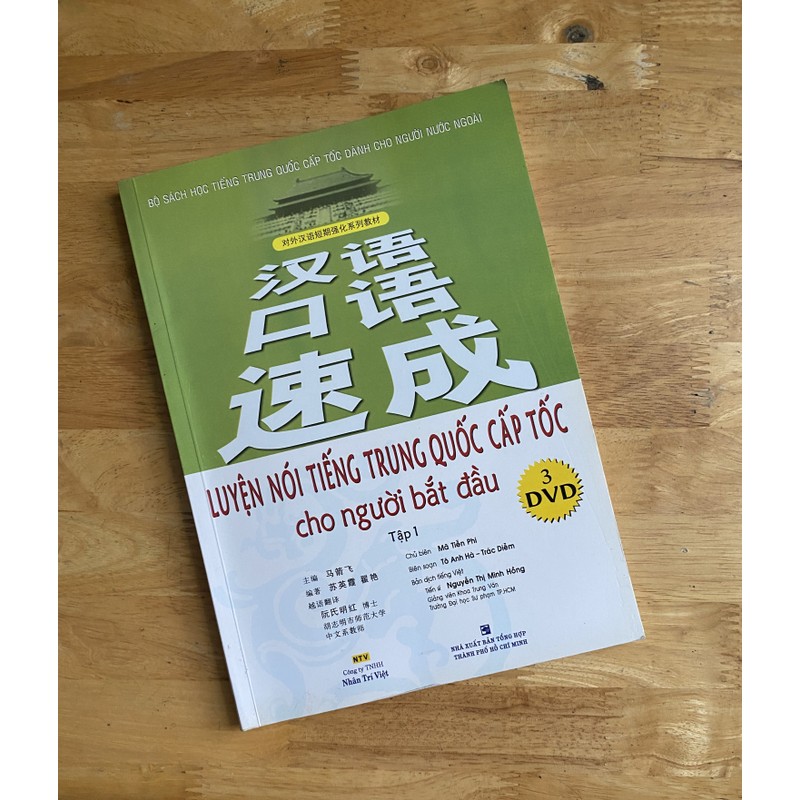 BỘ SÁCH HỌC TIẾNG TRUNG QUỐC CẤP TỐC DÀNH CHO NGƯỜI NƯỚC NGOÀI
对外汉语短期强化系列教材
汉语
口语
速成
LUYỆN NÓI TIẾNG TRUNG QUỐC CẤP TỐC
cho người bắt đầu
3
DVD
Tập 1
主编 马箭飞
编著 苏英霞 翟艳
越语翻译
阮氏明红 博士
胡志明市师范大学
中文系教师
Chủ biên Mã Tiễn Phi
Biên soạn Tô Anh Hà - Trác Diễm
Bản dịch tiếng Việt
Tiến sĩ Nguyễn Thị Minh Hồng
Giảng viên Khoa Trung Văn
Trường Đại học Sư phạm TP.HCM
NTV
Công ty TNHH
Nhân Trí Việt
NHÀ XUẤT BẢN TỔNG HỢP
THÀNH PHỐ HỒ CHÍ MINH